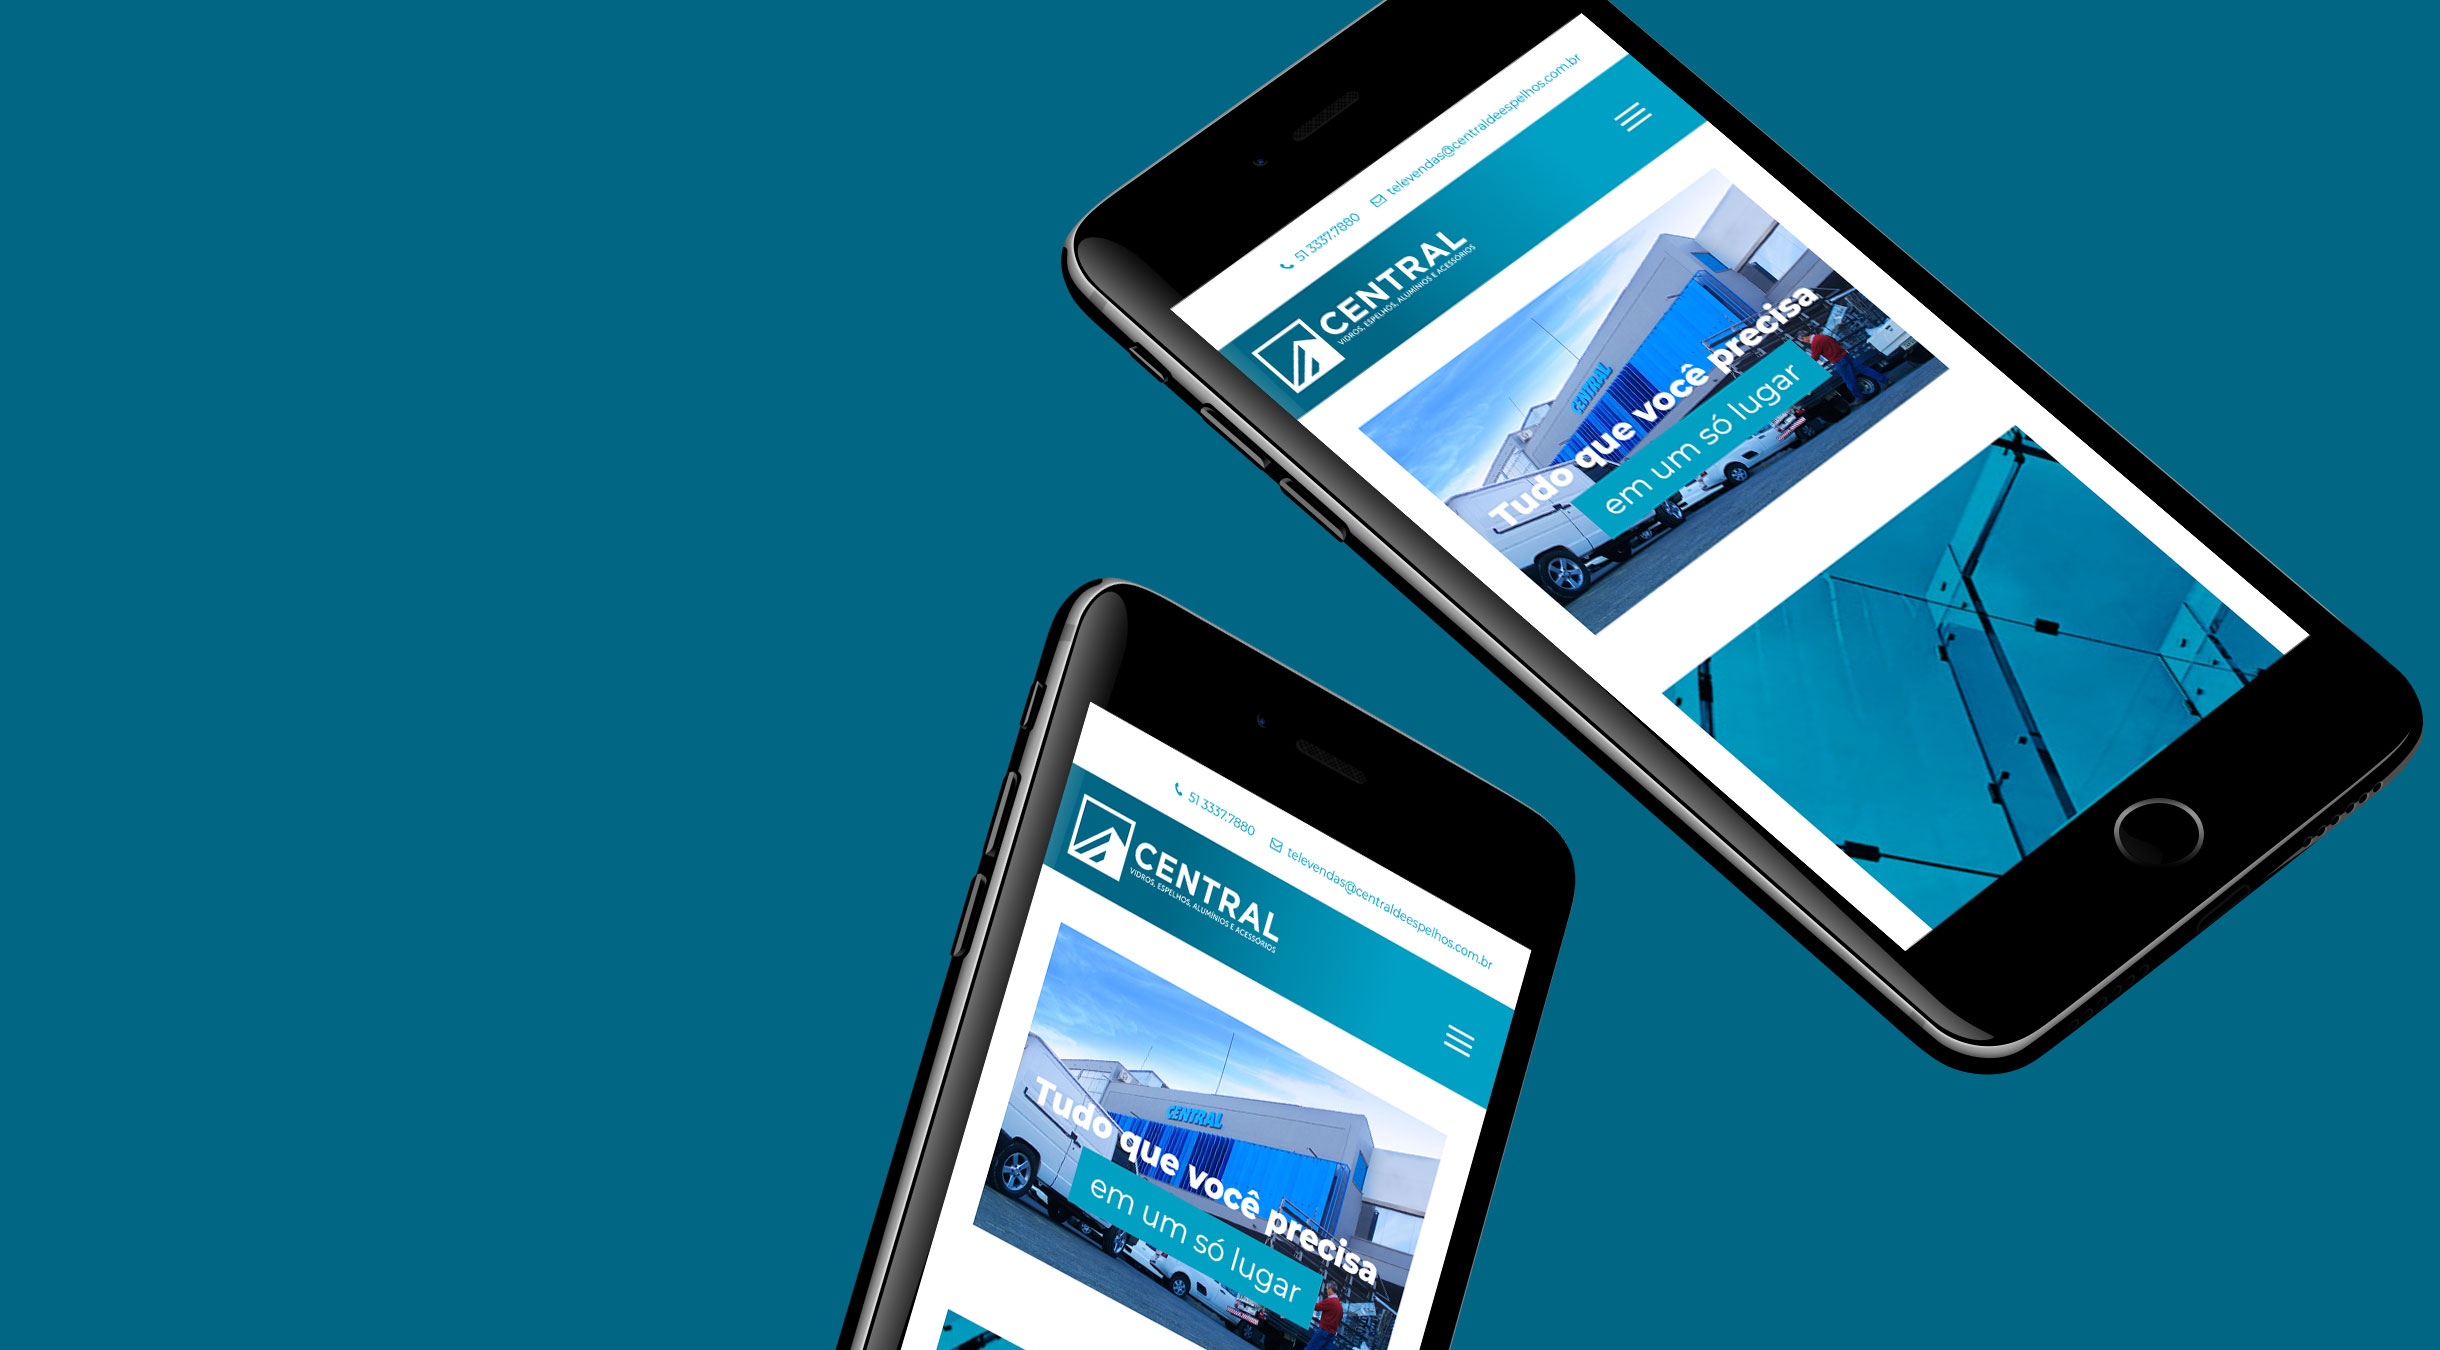 51 3337.7880 televendas@centraldeespelhos.com.br
CENTRAL
VIDROS, ESPELHOS, ALUMÍNIOS E ACESSÓRIOS
CENTRAL
Tudo que você precisa
em um só lugar
51 3337.7880 televendas@centraldeespelhos.com.br
CENTRAL
VIDROS, ESPELHOS, ALUMÍNIOS E ACESSÓRIOS
CENTRAL
Tudo que você precisa
em um só lugar